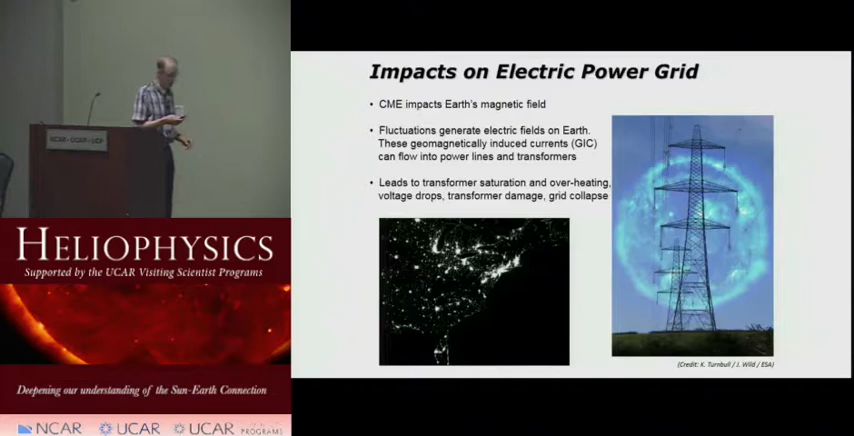 Impacts on Electric Power Grid
• CME impacts Earth's magnetic field
• Fluctuations generate electric fields on Earth.
These geomagnetically induced currents (GIC)
can flow into power lines and transformers
• Leads to transformer saturation and over-heating,
voltage drops, transformer damage, grid collapse
(Credit: K. Turnbull / J. Wild / ESA)
NCAR - UCAR - UCP
HELIOPHYSICS
Supported by the UCAR Visiting Scientist Programs
Deepening our understanding of the Sun-Earth Connection
NCAR UCAR UCAR PROGRAMS